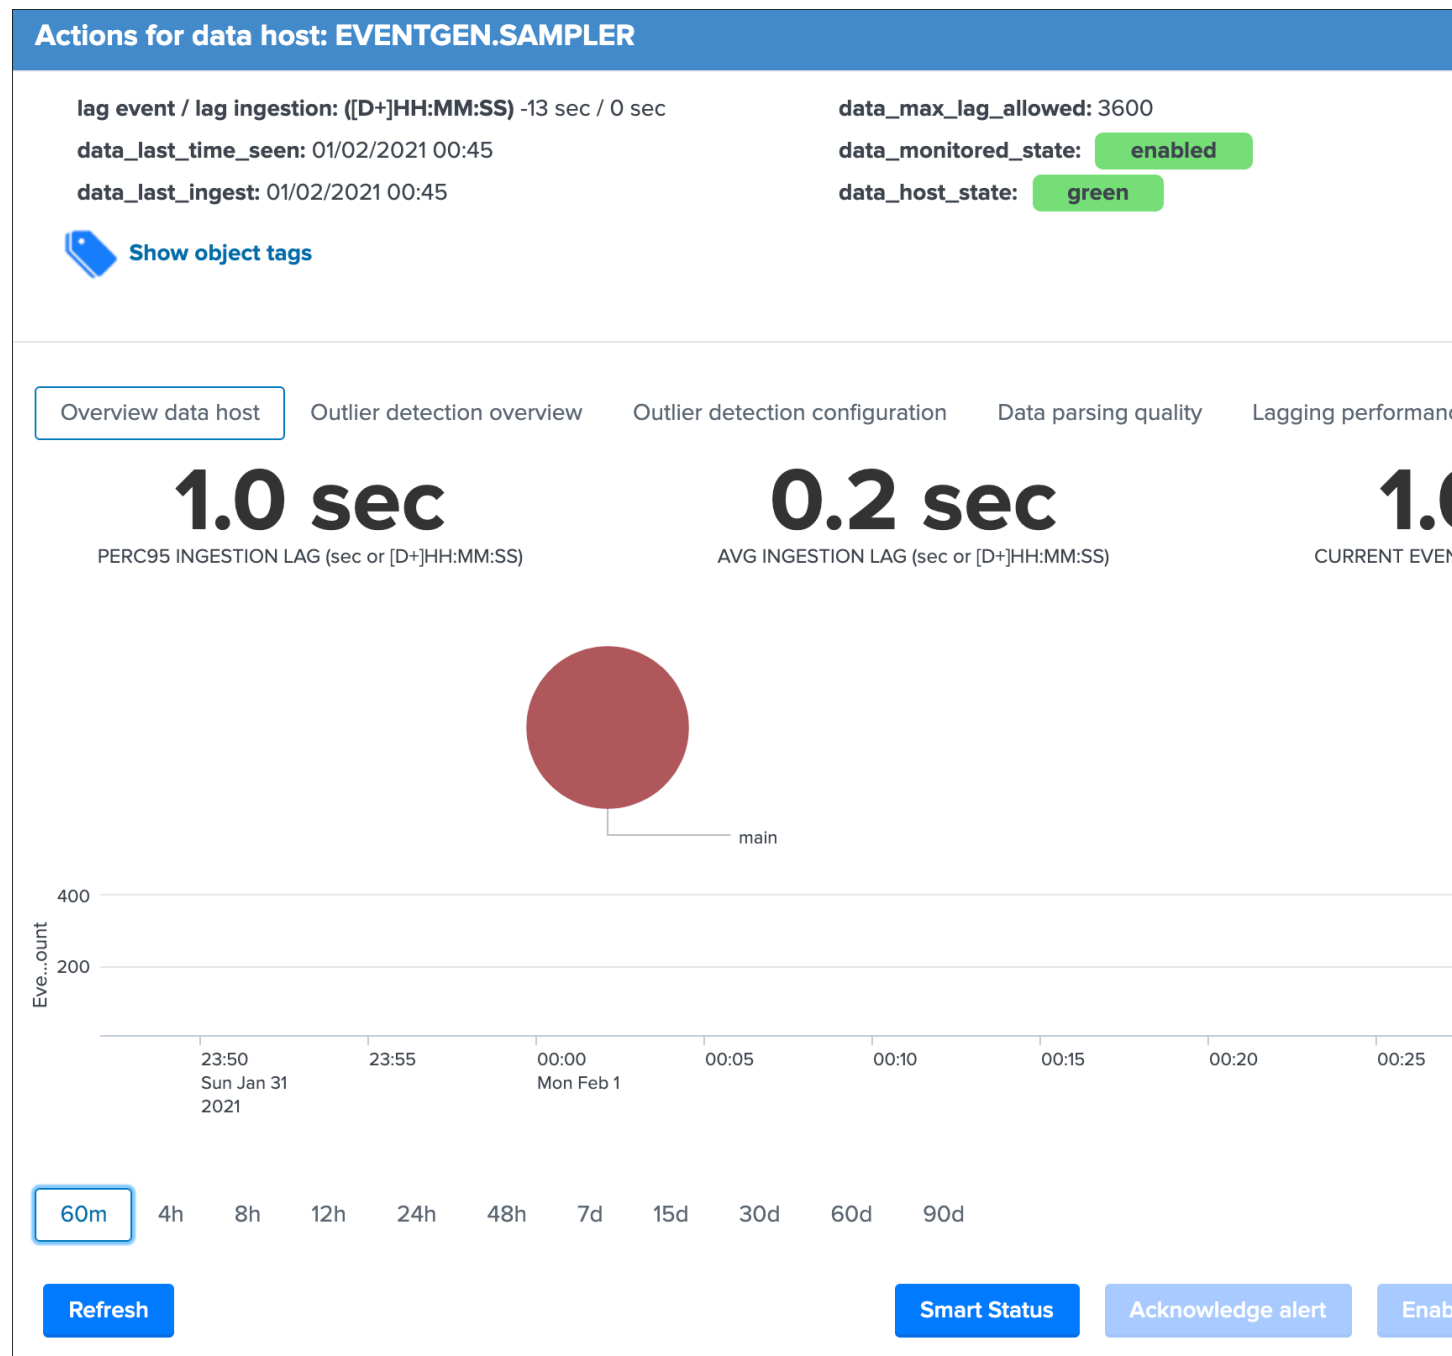 Actions for data host: EVENTGEN.SAMPLER
lag event / lag ingestion: ([D+]HH:MM:SS) -13 sec / 0 sec
data_max_lag_allowed: 3600
data_last_time_seen: 01/02/2021 00:45
data_monitored_state: enabled
data_last_ingest: 01/02/2021 00:45
data_host_state: green
Show object tags
Overview data host
Outlier detection overview
Outlier detection configuration
Data parsing quality
Lagging
1.0 sec
PERC95 INGESTION LAG (sec or [D+]HH:MM:SS)
0.2 sec
AVG INGESTION LAG (sec or [D+]HH:MM:SS)
CURRENT
main
400
200
Eve...ount
23:50
Sun Jan 31
2021
23:55
00:00
Mon Feb 1
00:05
00:10
00:15
00:20
00:25
60m
4h
8h
12h
24h
48h
7d
15d
30d
60d
90d
Refresh
Smart Status
Acknowledge alert